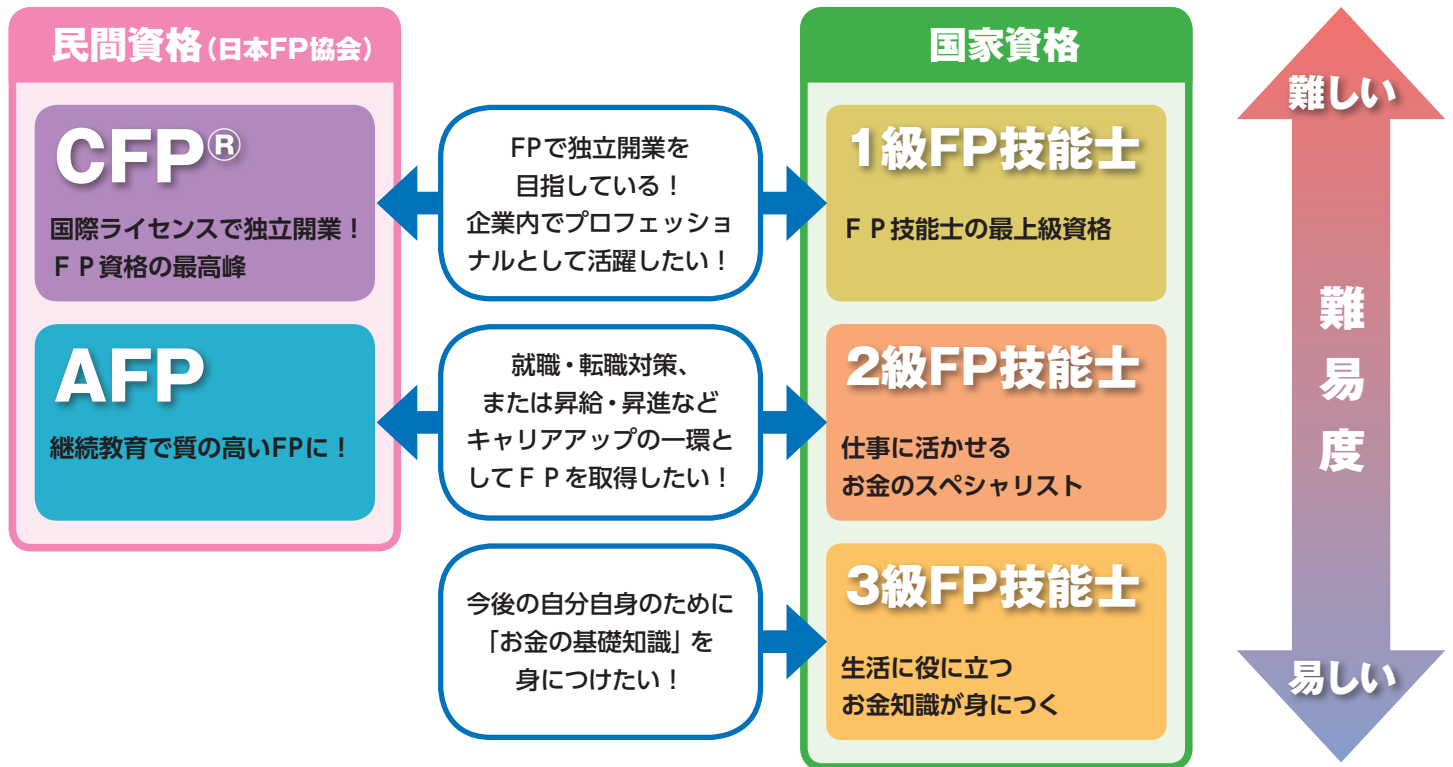 民間資格（日本FP協会）
CFP®
国際ライセンスで独立開業！
ＦＰ資格の最高峰
AFP
継続教育で質の高いFPに！
FPで独立開業を
目指している！
企業内でプロフェッショ
ナルとして活躍したい！
就職・転職対策、
または昇給・昇進など
キャリアアップの一環と
してＦＰを取得したい！
今後の自分自身のために
「お金の基礎知識」を
身につけたい！
国家資格
1級FP技能士
ＦＰ技能士の最上級資格
2級FP技能士
仕事に活かせる
お金のスペシャリスト
3級FP技能士
生活に役に立つ
お金知識が身につく
難しい
難易度
易しい